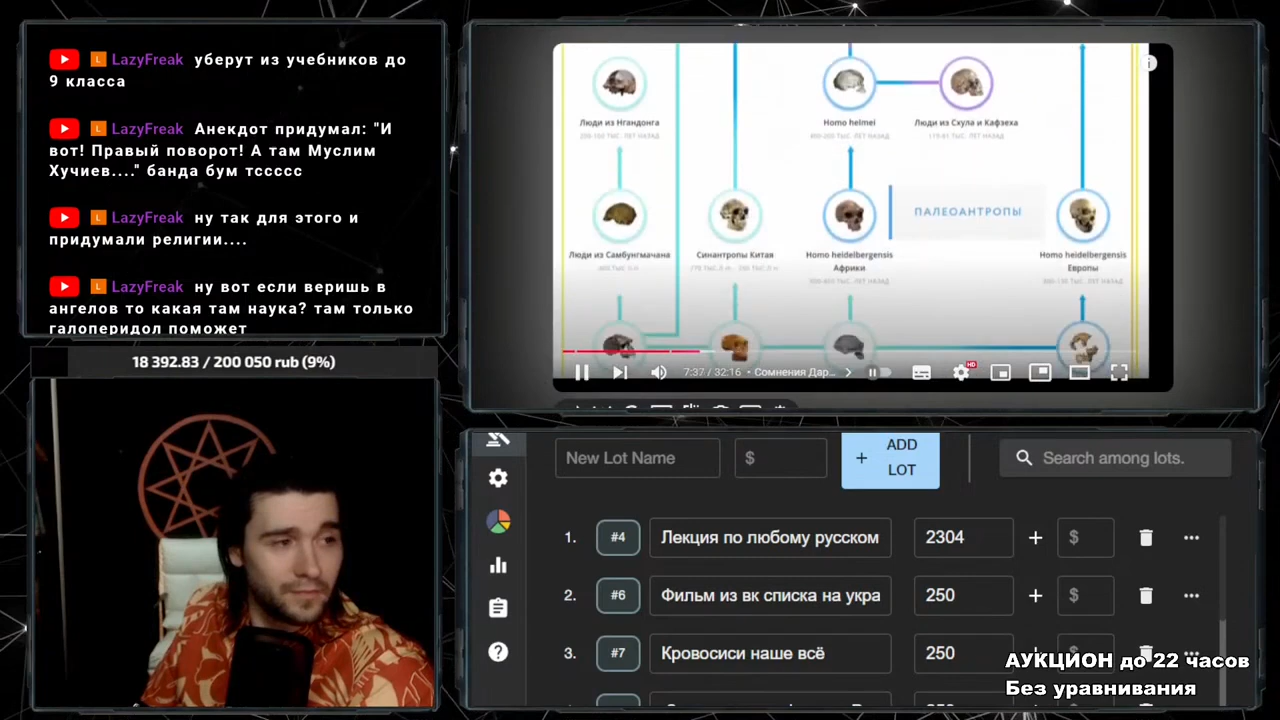 LazyFreak уберут из учебников до
9 класса
LazyFreak Анекдот придумал: "И
вот! Правый поворот! А там Муслим
Хучиев...." банда бум тссссс
LazyFreak ну так для этого и
придумали религии....
LazyFreak ну вот если веришь в
ангелов то какая там наука? там только
галоперидол поможет
18 392.83 / 200 050 rub (9%)
Люди из Нгандонга
Homo helmei
Люди из Схула и Кафзеха
ПАЛЕОАНТРОПЫ
Люди из Самбунгмачана
Синантропы Китая
Homo heidelbergensis
Африки
Homo heidelbergensis
Европы
7:37 / 32:16 • Сомнения Дар...
HD
New Lot Name
$
+ ADD
LOT
Search among lots.
1. #4 Лекция по любому русском 2304 + $
2. #6 Фильм из вк списка на укра 250 + $
3. #7 Кровосиси наше всё 250
АУКЦИОН до 22 часов
Без уравнивания